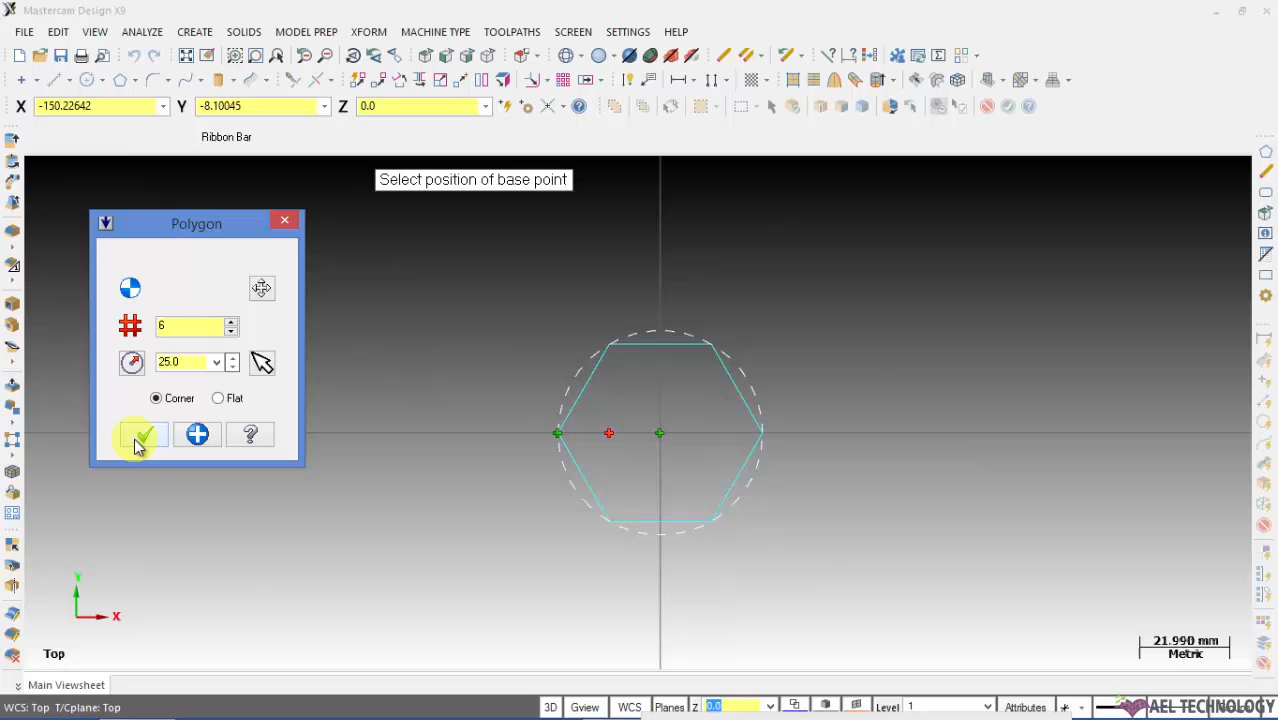 Mastercam Design X9
FILE EDIT VIEW ANALYZE CREATE SOLIDS MODEL PREP XFORM MACHINE TYPE TOOLPATHS SCREEN SETTINGS HELP
X -150.22642 Y -8.10045 Z 0.0
Ribbon Bar
Select position of base point
Polygon
6
25.0
Corner Flat
Y
X
21.990 mm
Metric
Top
Main Viewsheet
WCS: Top T/Cplane: Top
3D Gview WCS Planes Z 0.0 Level 1 Attributes
AEL TECHNOLOGY